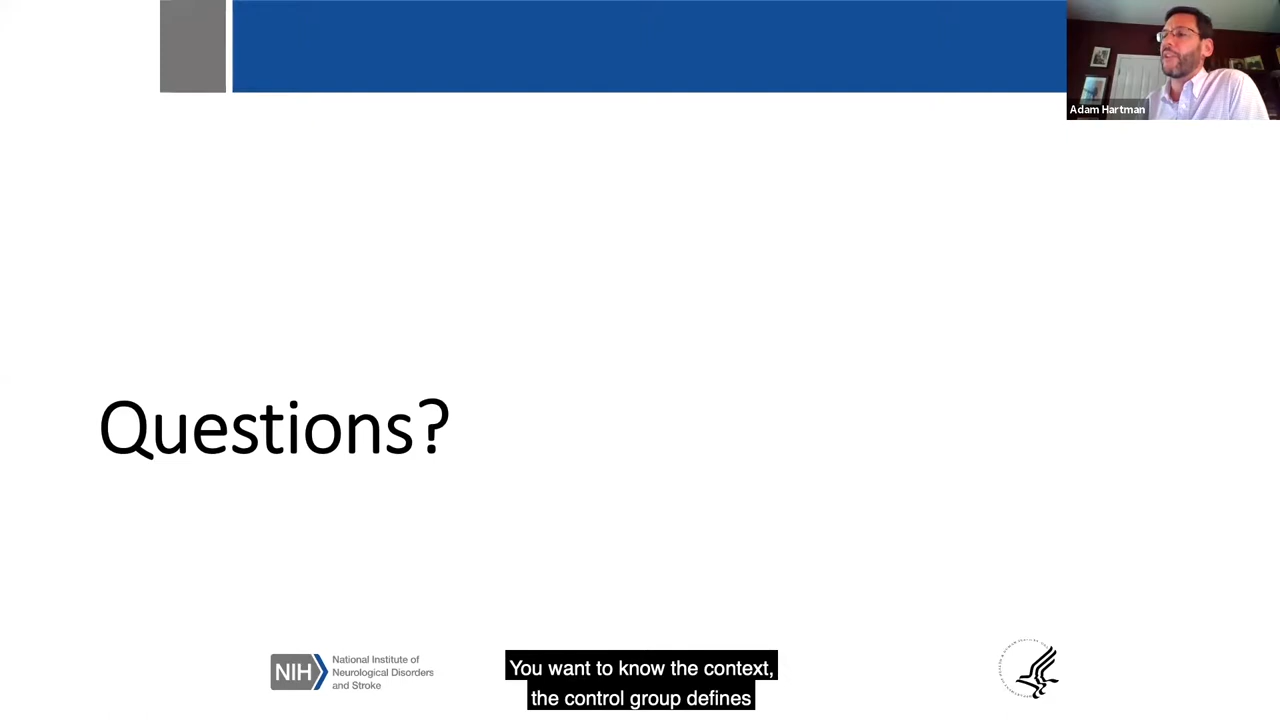 Adam Hartman
Questions?
NIH
National Institute of
Neurological Disorders
and Stroke
You want to know the context,
the control group defines